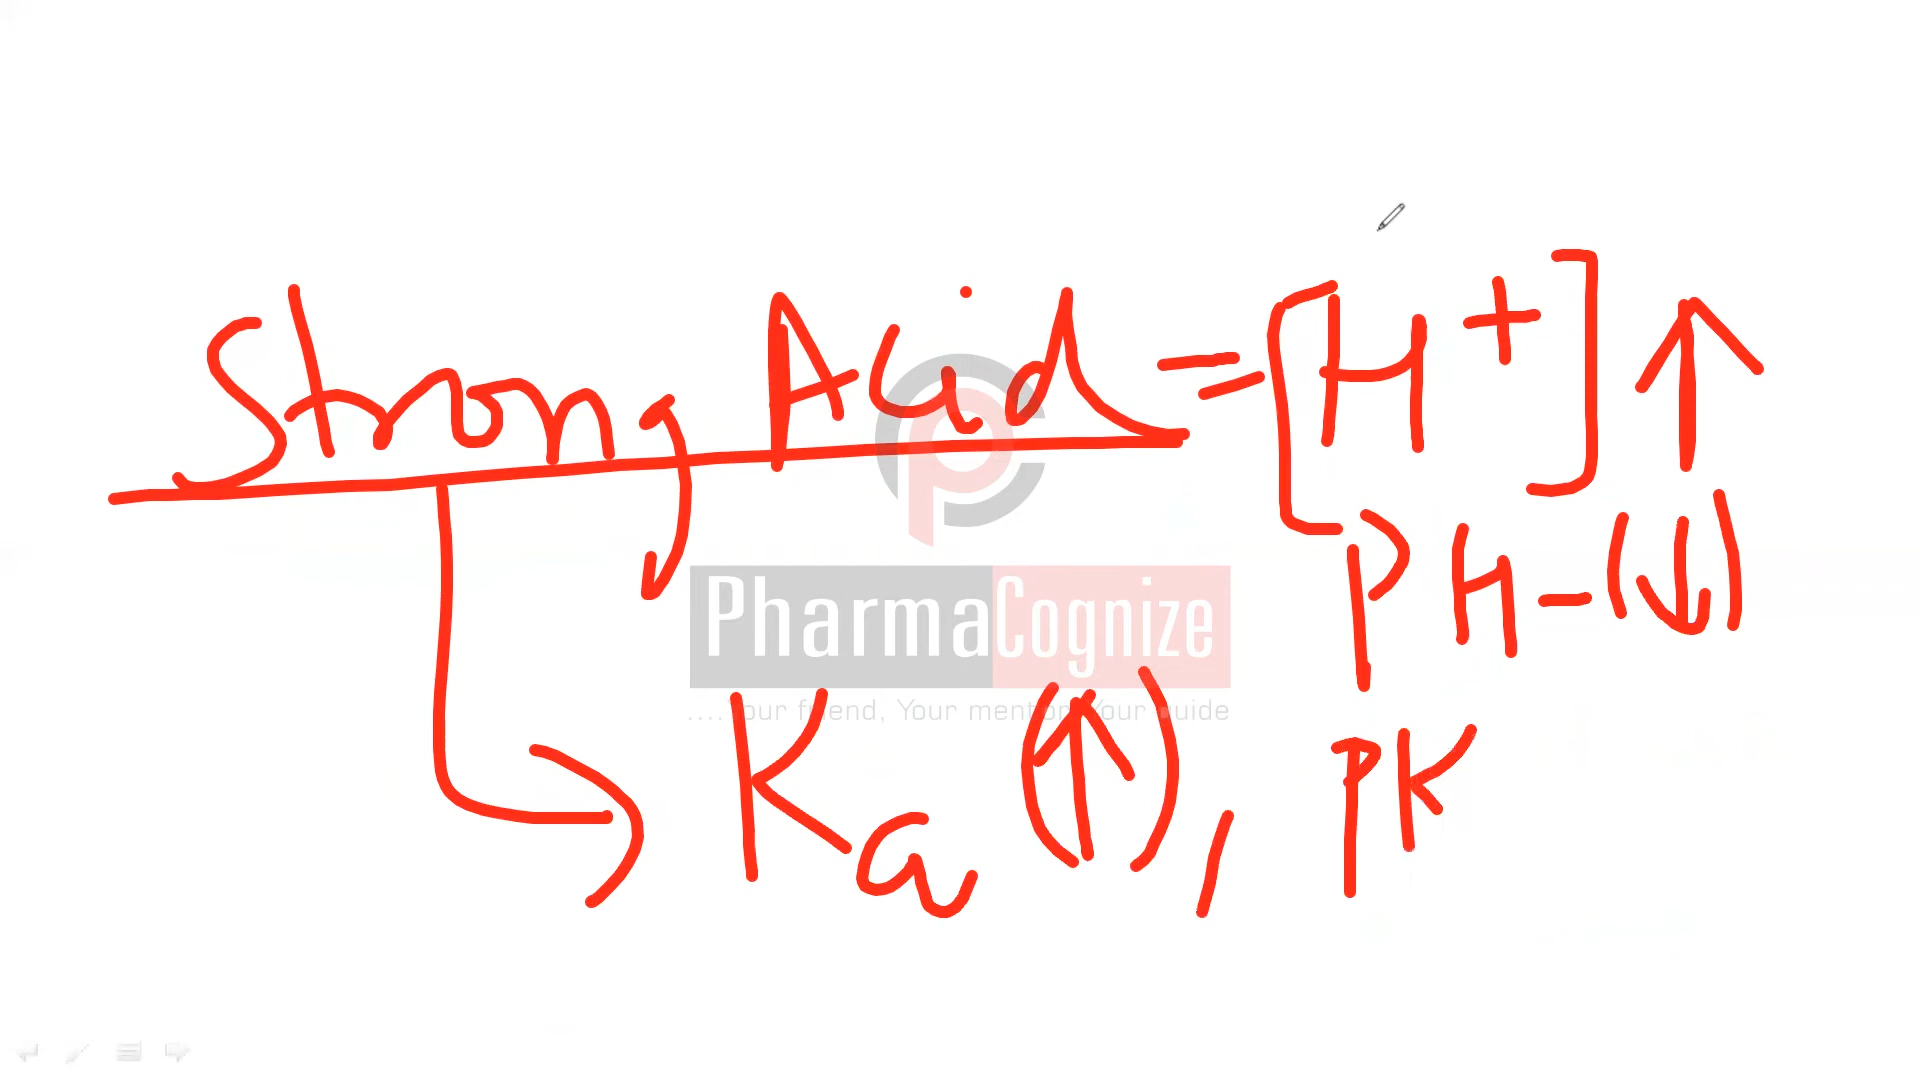 Strong Acid = [H+] ↑
PH - (↓)
PharmaCognize
....Your friend, Your mentor, Your guide
Ka (↑), PK